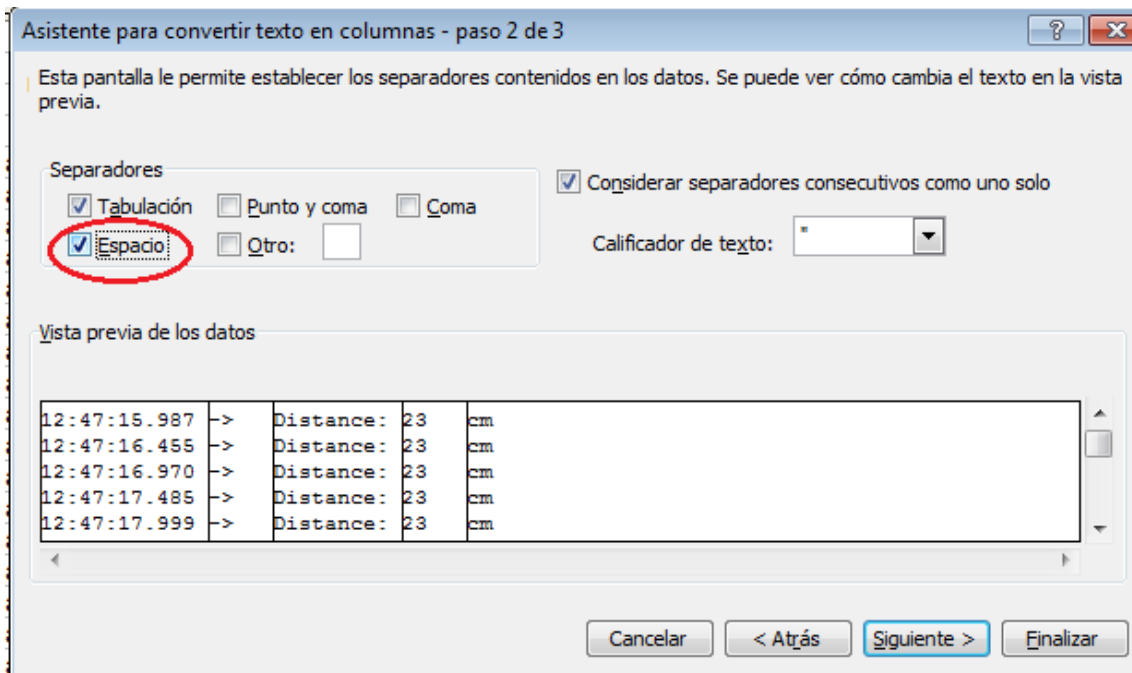 Asistente para convertir texto en columnas - paso 2 de 3
Esta pantalla le permite establecer los separadores contenidos en los datos. Se puede ver cómo cambia el texto en la vista
previa.
Separadores
Tabulación Punto y coma Coma
Espacio Otro:
Considerar separadores consecutivos como uno solo
Calificador de texto: "
Vista previa de los datos
12:47:15.987 -> Distance: 23 cm
12:47:16.455 -> Distance: 23 cm
12:47:16.970 -> Distance: 23 cm
12:47:17.485 -> Distance: 23 cm
12:47:17.999 -> Distance: 23 cm
Cancelar < Atrás Siguiente > Finalizar